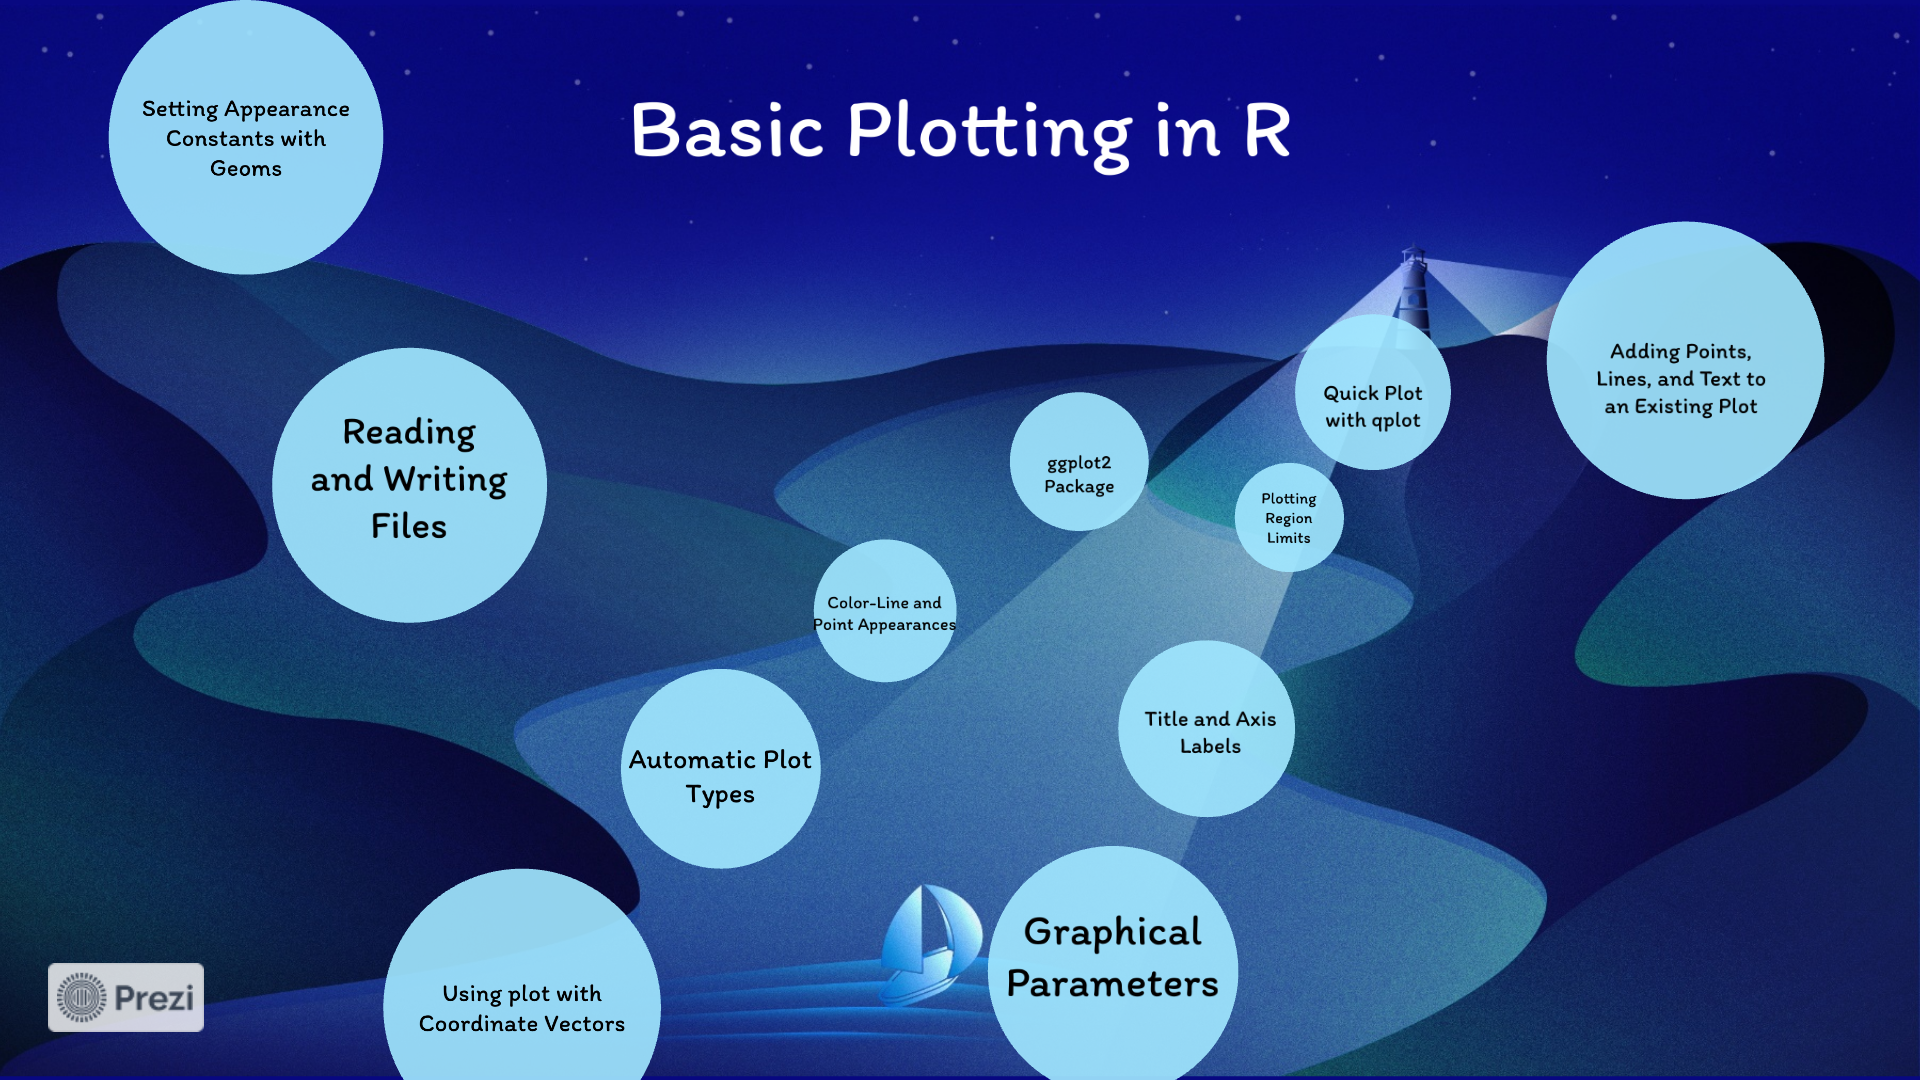 Basic Plotting in R
Setting Appearance
Constants with
Geoms
Reading
and Writing
Files
Adding Points,
Lines, and Text to
an Existing Plot
Quick Plot
with qplot
ggplot2
Package
Plotting
Region
Limits
Color-Line and
Point Appearances
Title and Axis
Labels
Automatic Plot
Types
Graphical
Parameters
Using plot with
Coordinate Vectors
Prezi